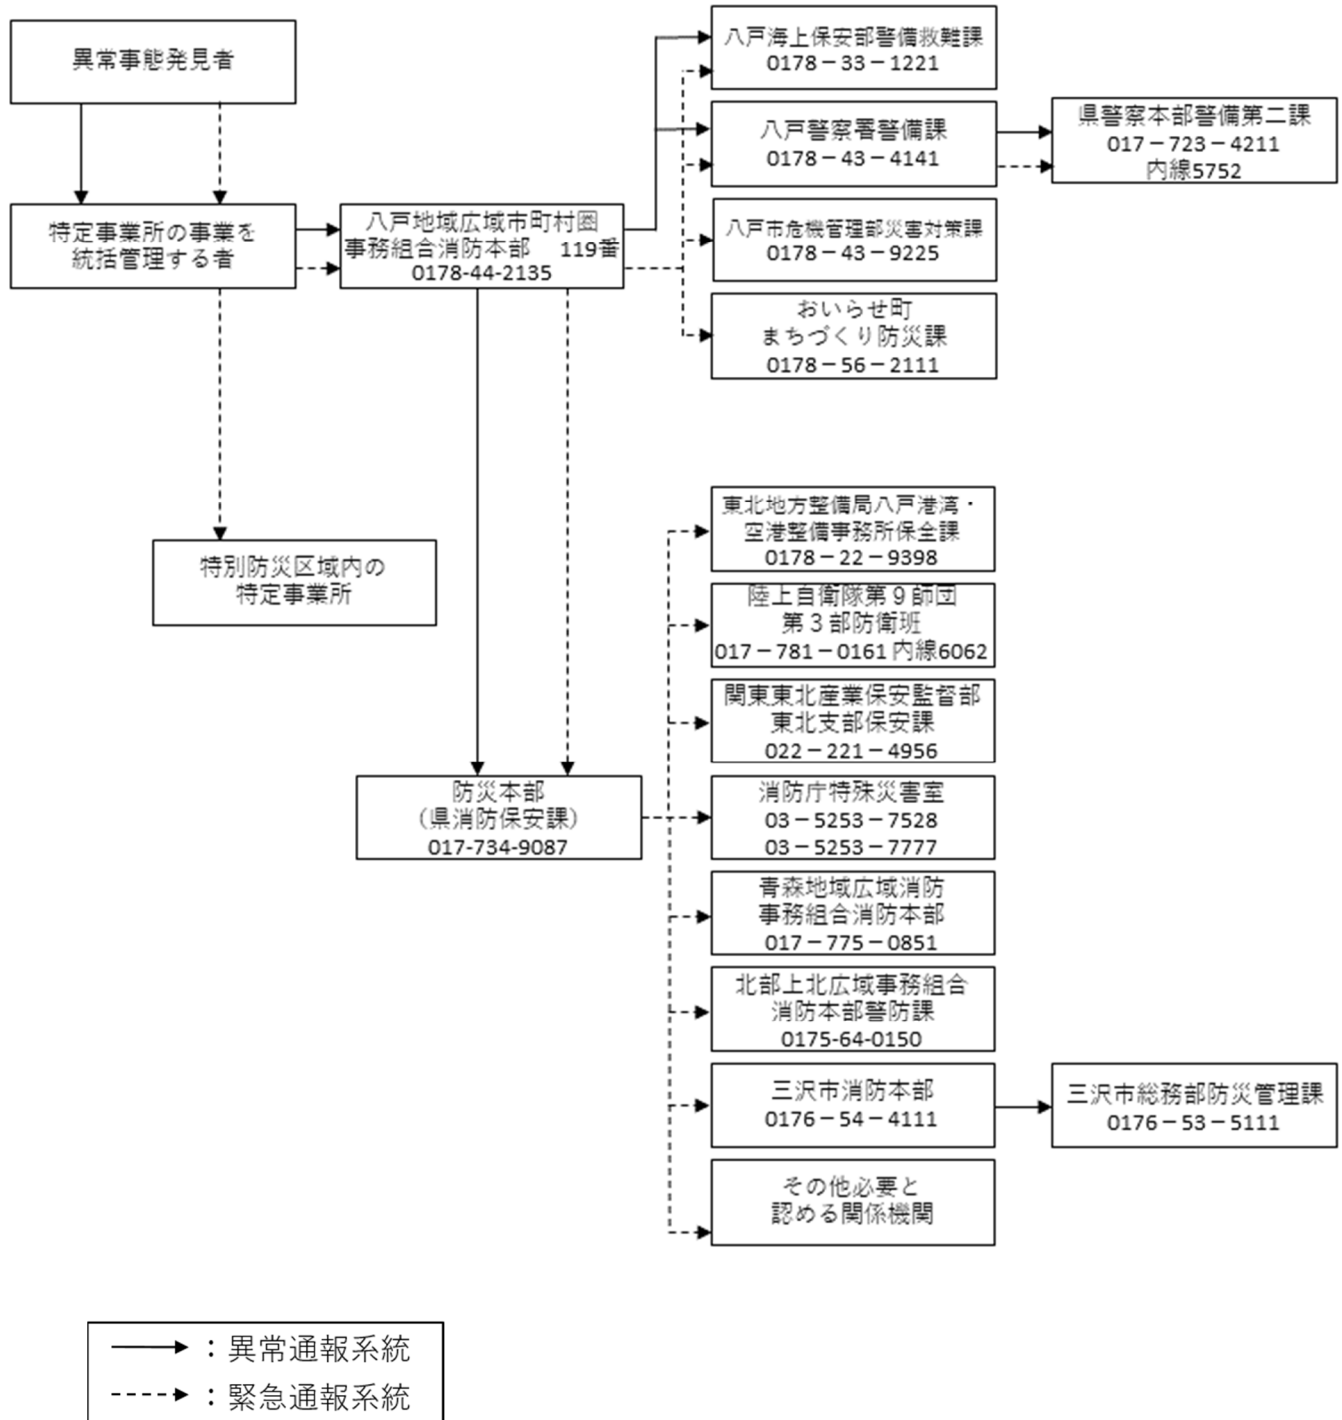 異常事態発見者
特定事業所の事業を
統括管理する者
八戸地域広域市町村圏
事務組合消防本部　119番
0178-44-2135
八戸海上保安部警備救難課
0178－33－1221
八戸警察署警備課
0178－43－4141
県警察本部警備第二課
017－723－4211
内線5752
八戸市危機管理部災害対策課
0178－43－9225
おいらせ町
まちづくり防災課
0178－56－2111
特別防災区域内の
特定事業所
防災本部
（県消防保安課）
017-734-9087
東北地方整備局八戸港湾・
空港整備事務所保全課
0178－22－9398
陸上自衛隊第９師団
第３部防衛班
017－781－0161 内線6062
関東東北産業保安監督部
東北支部保安課
022－221－4956
消防庁特殊災害室
03－5253－7528
03－5253－7777
青森地域広域消防
事務組合消防本部
017－775－0851
北部上北広域事務組合
消防本部警防課
0175-64-0150
三沢市消防本部
0176－54－4111
三沢市総務部防災管理課
0176－53－5111
その他必要と
認める関係機関
：異常通報系統
：緊急通報系統